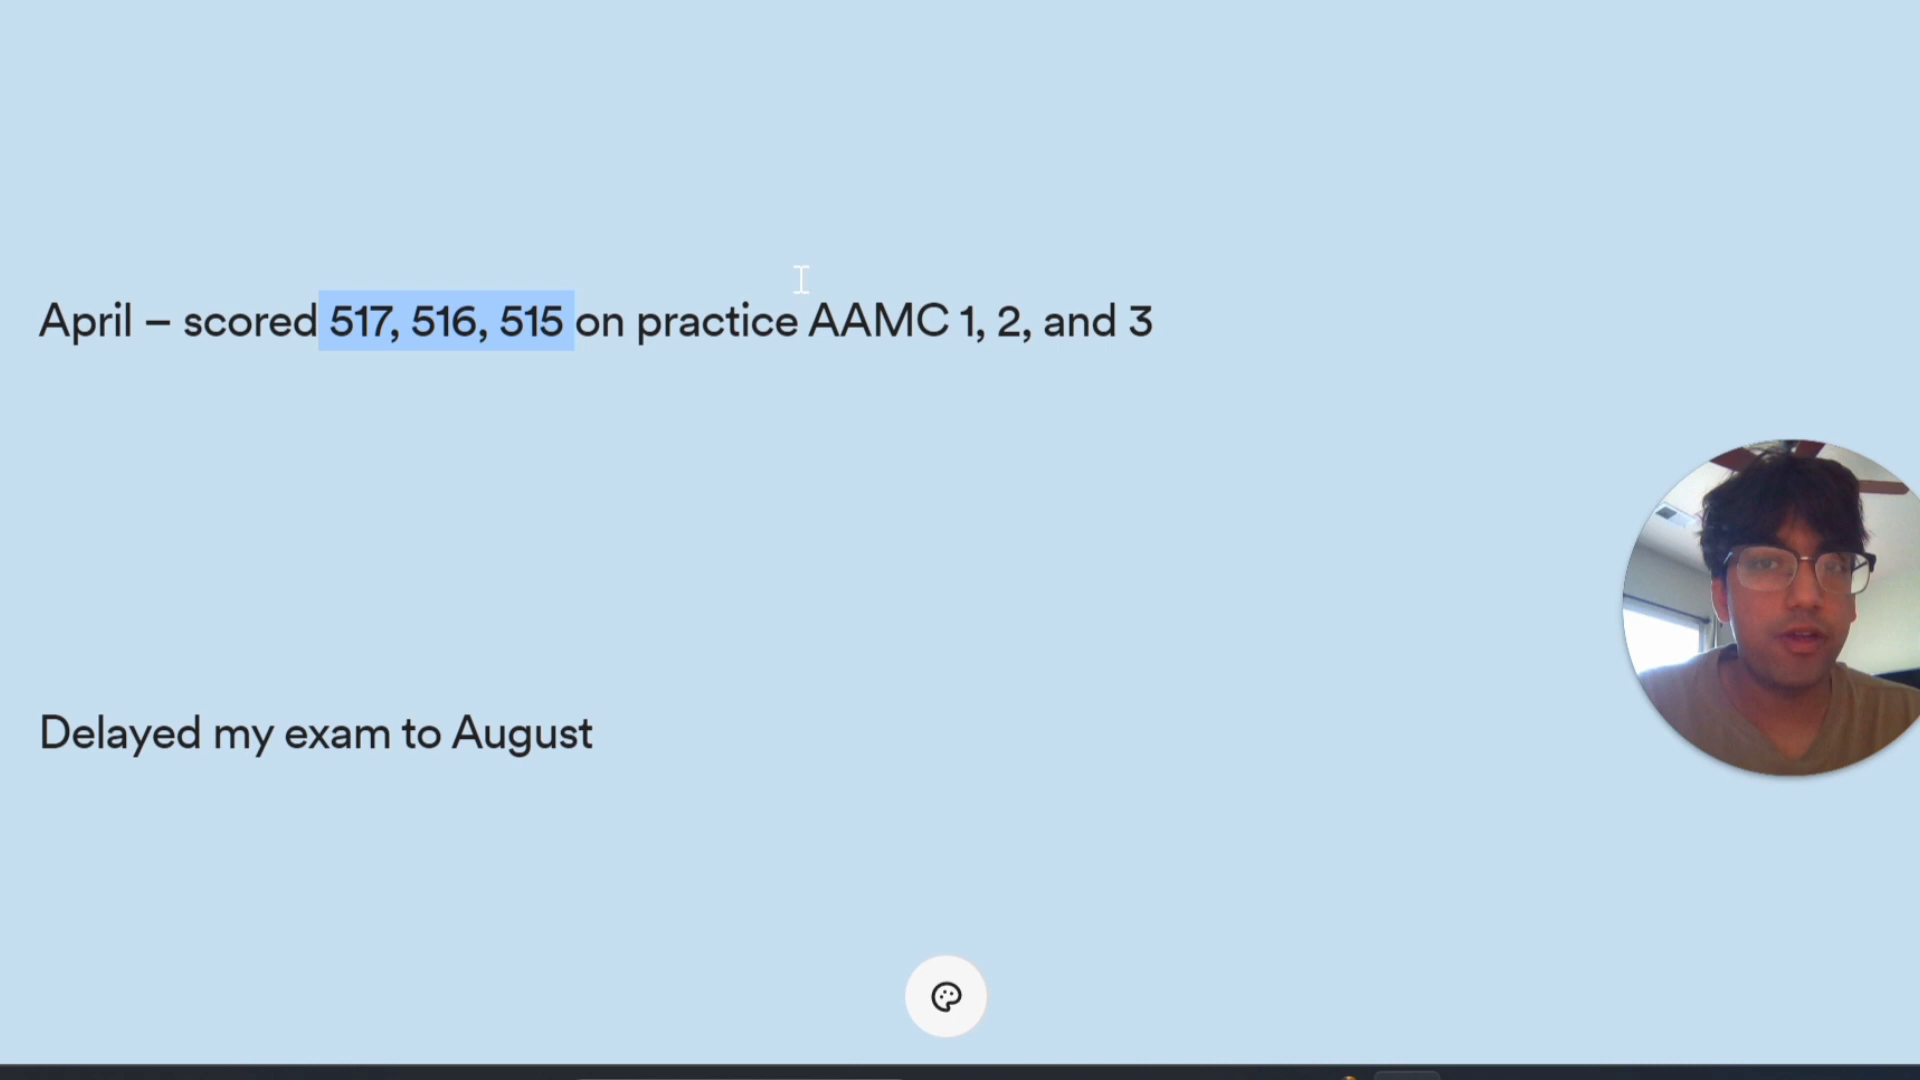 April – scored 517, 516, 515 on practice AAMC 1, 2, and 3
Delayed my exam to August